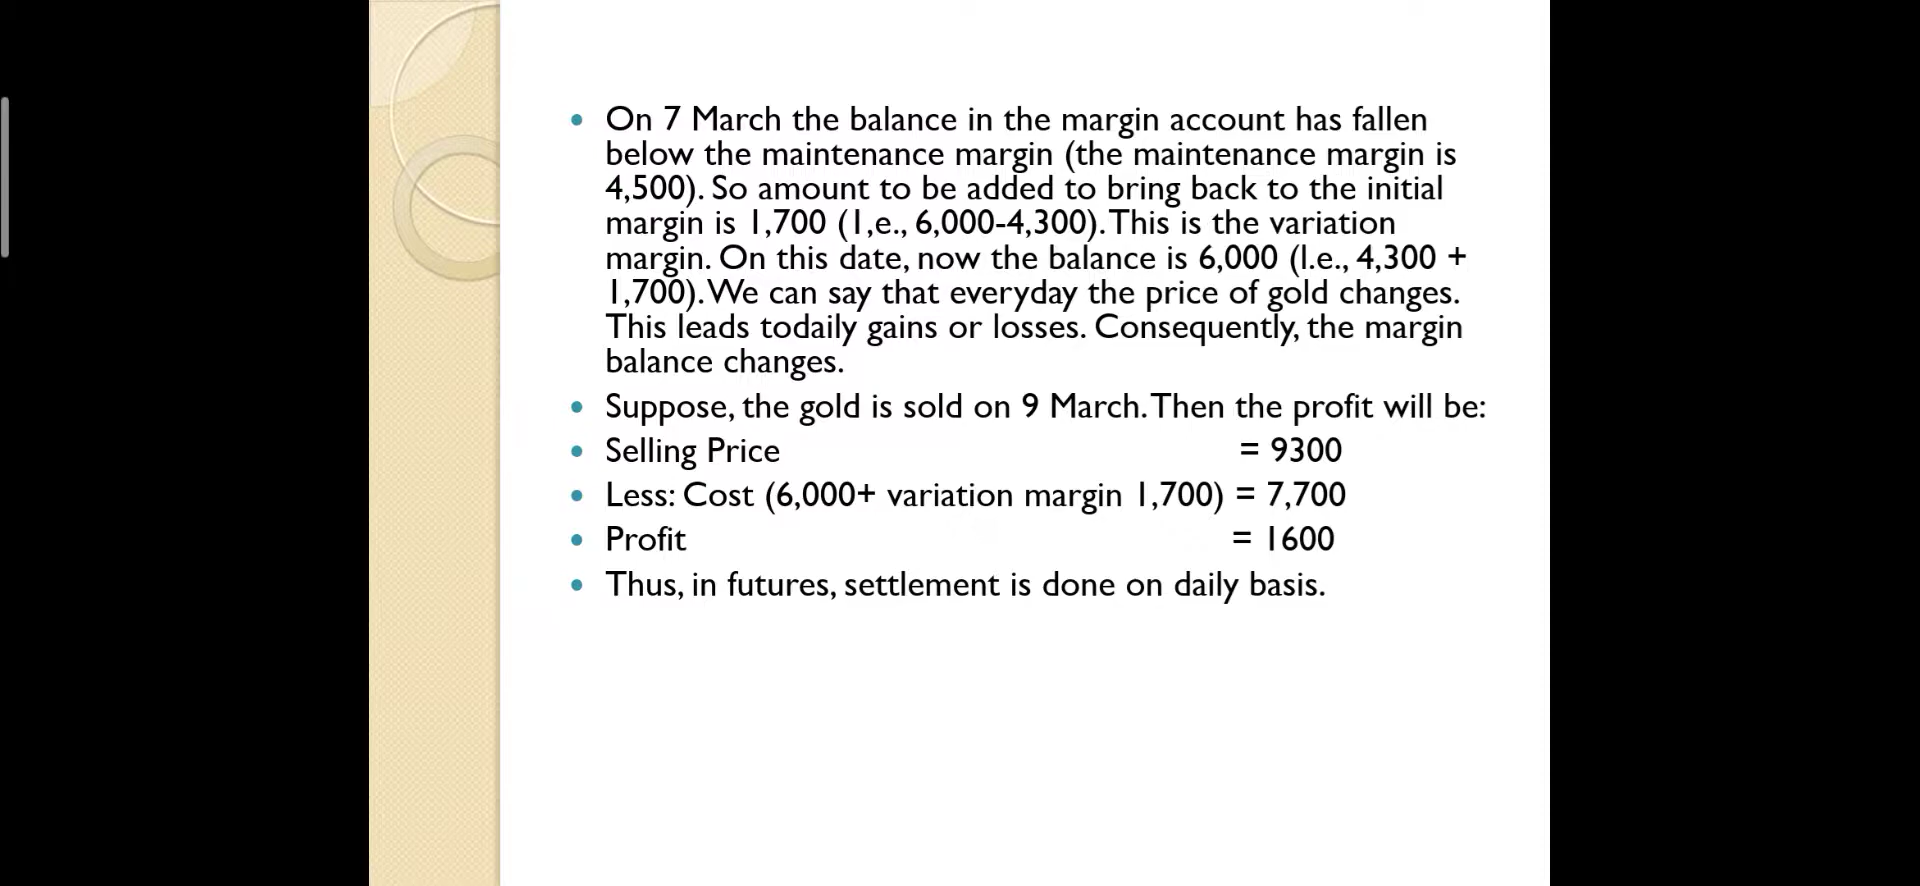 • On 7 March the balance in the margin account has fallen
below the maintenance margin (the maintenance margin is
4,500). So amount to be added to bring back to the initial
margin is 1,700 (1,e., 6,000-4,300). This is the variation
margin. On this date, now the balance is 6,000 (I.e., 4,300 +
1,700). We can say that everyday the price of gold changes.
This leads todaily gains or losses. Consequently, the margin
balance changes.
• Suppose, the gold is sold on 9 March. Then the profit will be:
• Selling Price = 9300
• Less: Cost (6,000+ variation margin 1,700) = 7,700
• Profit = 1600
• Thus, in futures, settlement is done on daily basis.